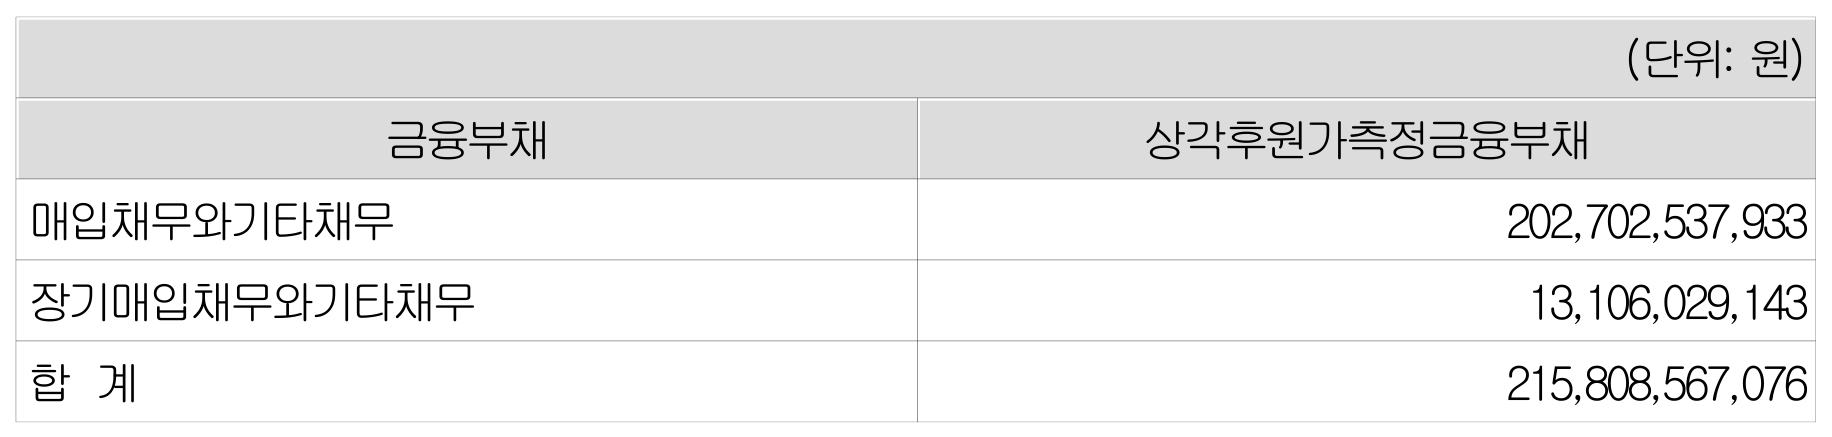 (단위: 원)
금융부채 상각후원가측정금융부채
매입채무와기타채무 202,702,537,933
장기매입채무와기타채무 13,106,029,143
합 계 215,808,567,076